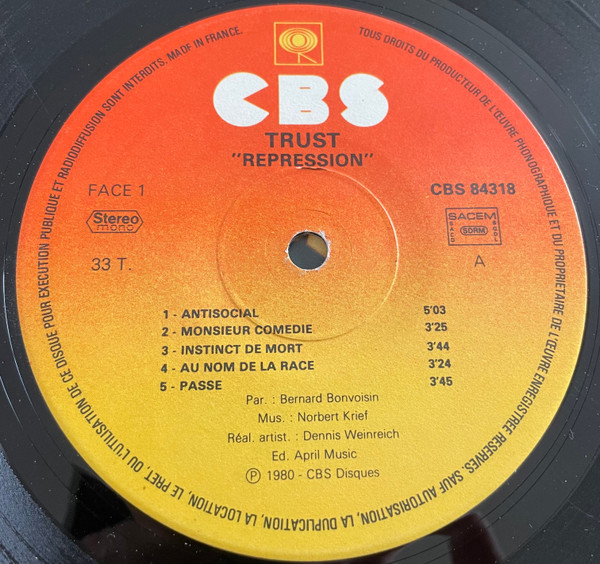 TOUS DROITS DU PRODUCTEUR DE L'ŒUVRE PHONOGRAPHIQUE ET DU PROPRIETAIRE DE L'ŒUVRE ENREGISTREE RESERVES. SAUF AUTORISATION, LA DUPLICATION, LA LOCATION, LE PRET, OU L'UTILISATION DE CE DISQUE POUR EXECUTION PUBLIQUE ET RADIODIFFUSION SONT INTERDITS. MADE IN FRANCE.
CBS
TRUST
"REPRESSION"
FACE 1
CBS 84318
Stereo
mono
SACEM
SACD
SDRM
SGDL
33 T.
A
1 - ANTISOCIAL 5'03
2 - MONSIEUR COMEDIE 3'25
3 - INSTINCT DE MORT 3'44
4 - AU NOM DE LA RACE 3'24
5 - PASSE 3'45
Par. : Bernard Bonvoisin
Mus. : Norbert Krief
Réal. artist. : Dennis Weinreich
Ed. April Music
Ⓟ 1980 - CBS Disques